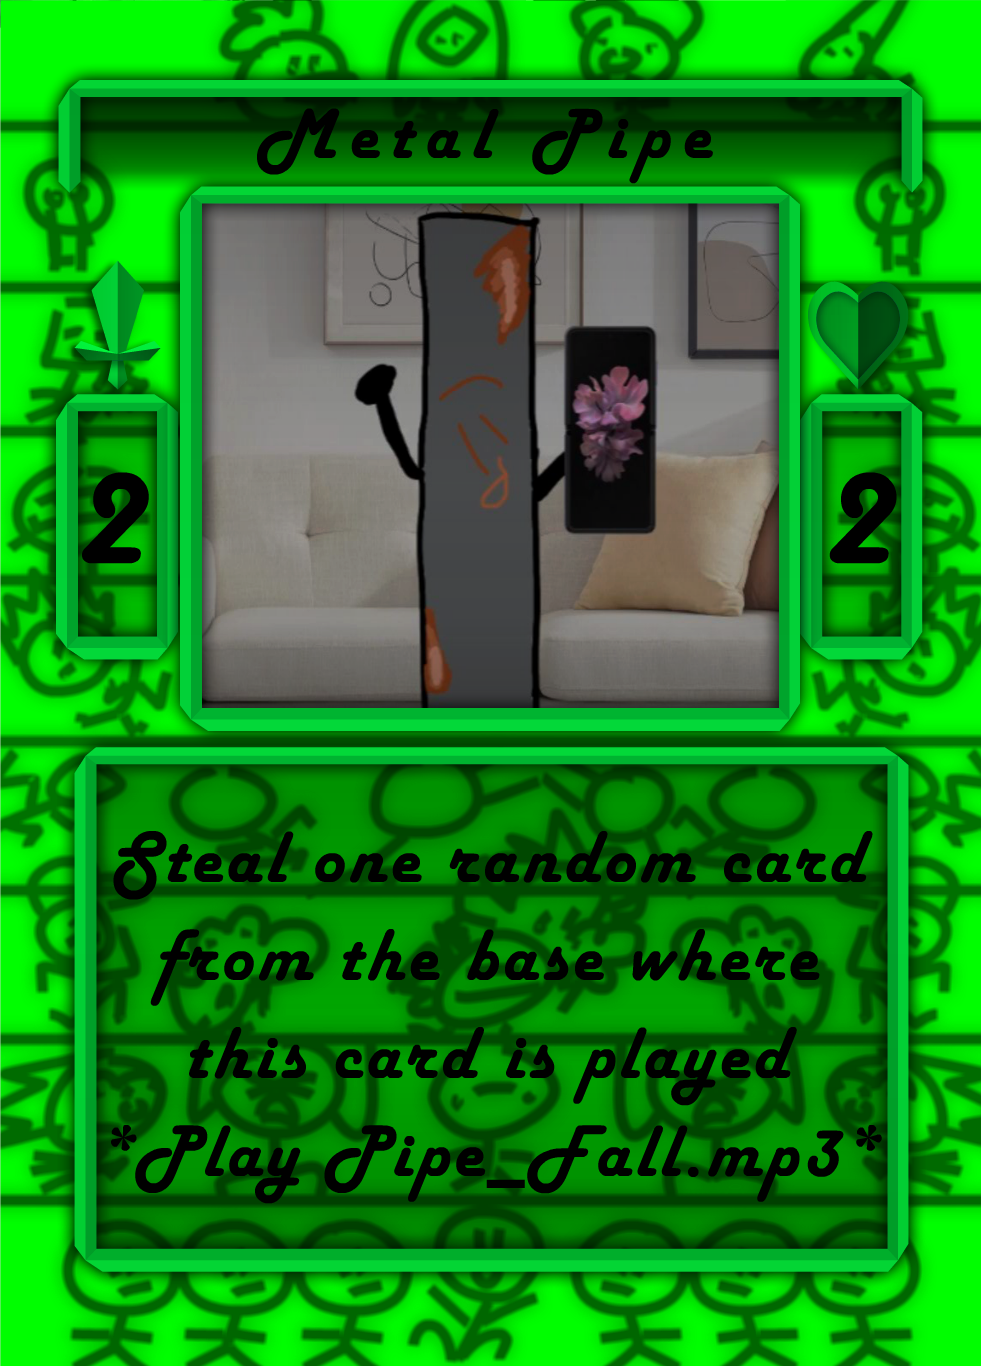 Metal Pipe
2
2
Steal one random card
from the base where
this card is played
*Play Pipe_Fall.mp3*